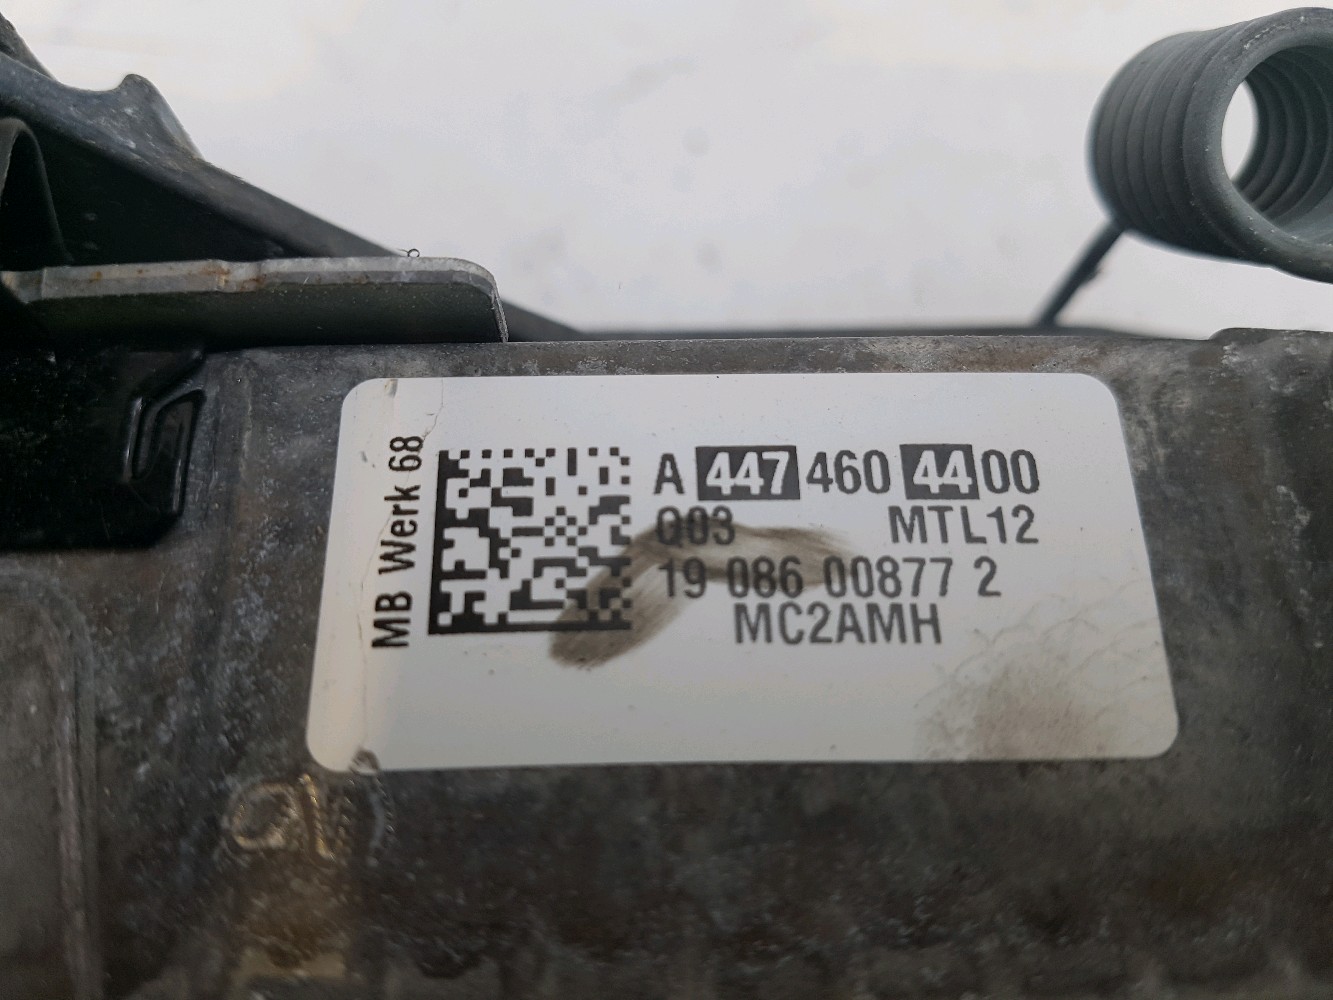 MB Werk 68
A 447 460 44 00
Q03 MTL12
19 086 00877 2
MC2AMH